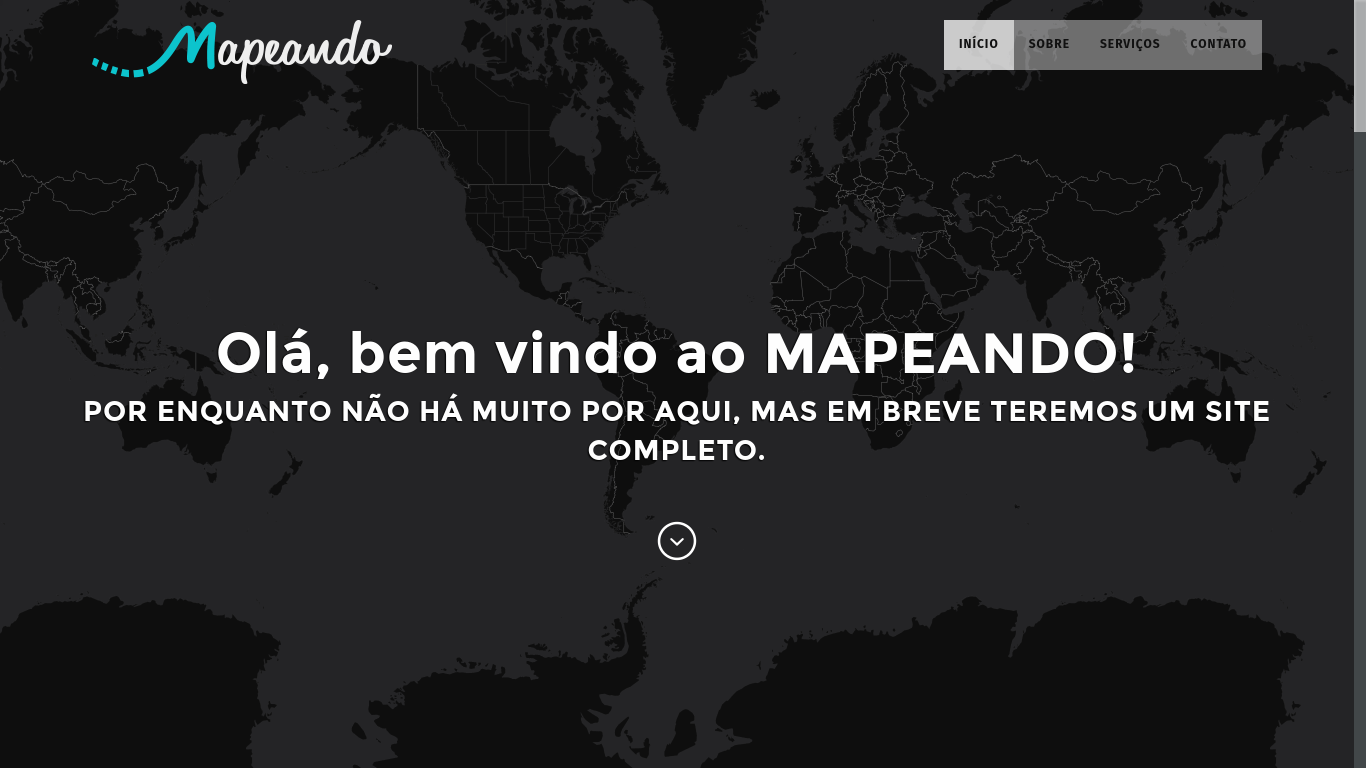 Mapeando
INÍCIO SOBRE SERVIÇOS CONTATO
Olá, bem vindo ao MAPEANDO!
POR ENQUANTO NÃO HÁ MUITO POR AQUI, MAS EM BREVE TEREMOS UM SITE
COMPLETO.